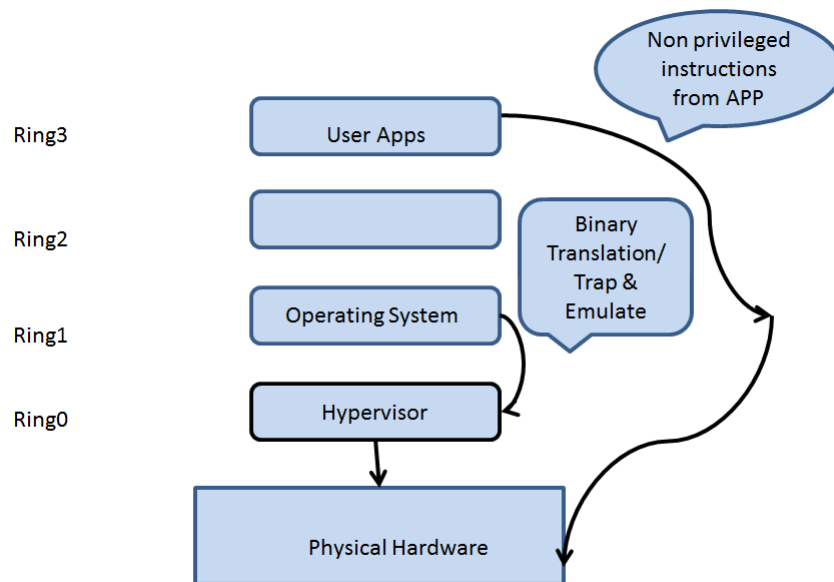 Non privileged
instructions
from APP
Ring3
User Apps
Ring2
Binary
Translation/
Trap &
Emulate
Operating System
Ring1
Hypervisor
Ring0
Physical Hardware